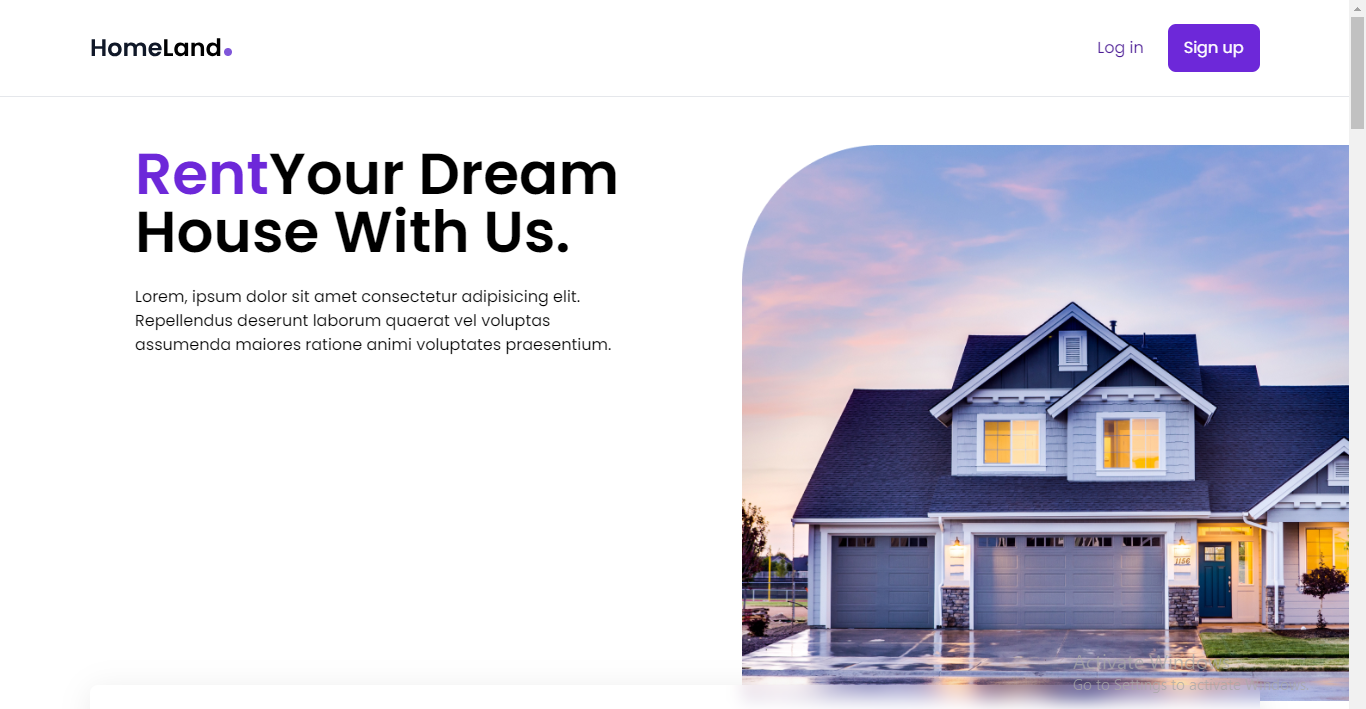 HomeLand.
Log in
Sign up
RentYour Dream
House With Us.
Lorem, ipsum dolor sit amet consectetur adipisicing elit.
Repellendus deserunt laborum quaerat vel voluptas
assumenda maiores ratione animi voluptates praesentium.
1106
Activate Windows
Go to Settings to activate